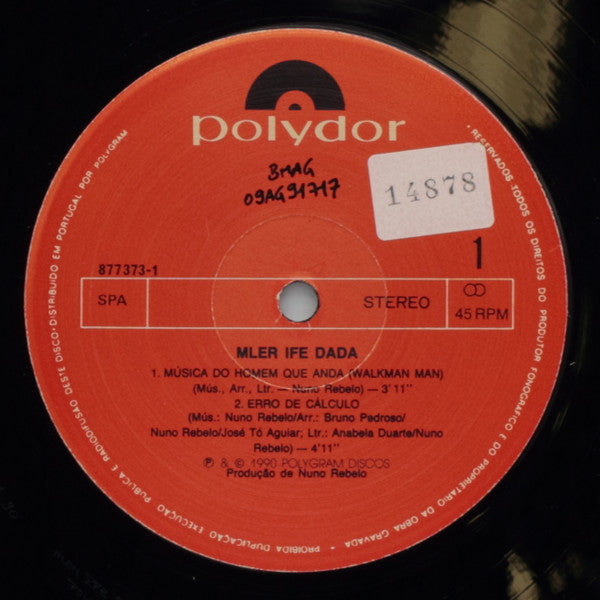 polydor
BMAG
09AG91717
14878
1
877373-1
SPA
STEREO
45 RPM
MLER IFE DADA
1. MÚSICA DO HOMEM QUE ANDA (WALKMAN MAN)
(Mús., Arr., Ltr. — Nuno Rebelo) — 3'11''
2. ERRO DE CÁLCULO
(Mús.: Nuno Rebelo/Arr.: Bruno Pedroso/
Nuno Rebelo/José Tó Aguiar; Ltr.: Anabela Duarte/Nuno
Rebelo) — 4'11''
℗ & © 1990 POLYGRAM DISCOS
Produção de Nuno Rebelo
• RESERVADOS TODOS OS DIREITOS DO PRODUTOR FONOGRÁFICO E DO PROPRIETÁRIO DA OBRA GRAVADA • PROIBIDA DUPLICAÇÃO EXECUÇÃO PÚBLICA E RADIODIFUSÃO DESTE DISCO • DISTRIBUIDO EM PORTUGAL POR POLYGRAM